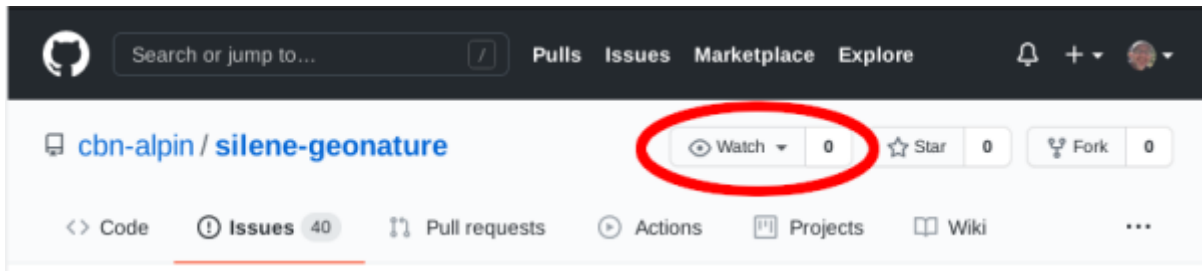 Search or jump to... / Pulls Issues Marketplace Explore
cbn-alpin / silene-geonature Watch 0 Star 0 Fork 0
<> Code Issues 40 Pull requests Actions Projects Wiki ...